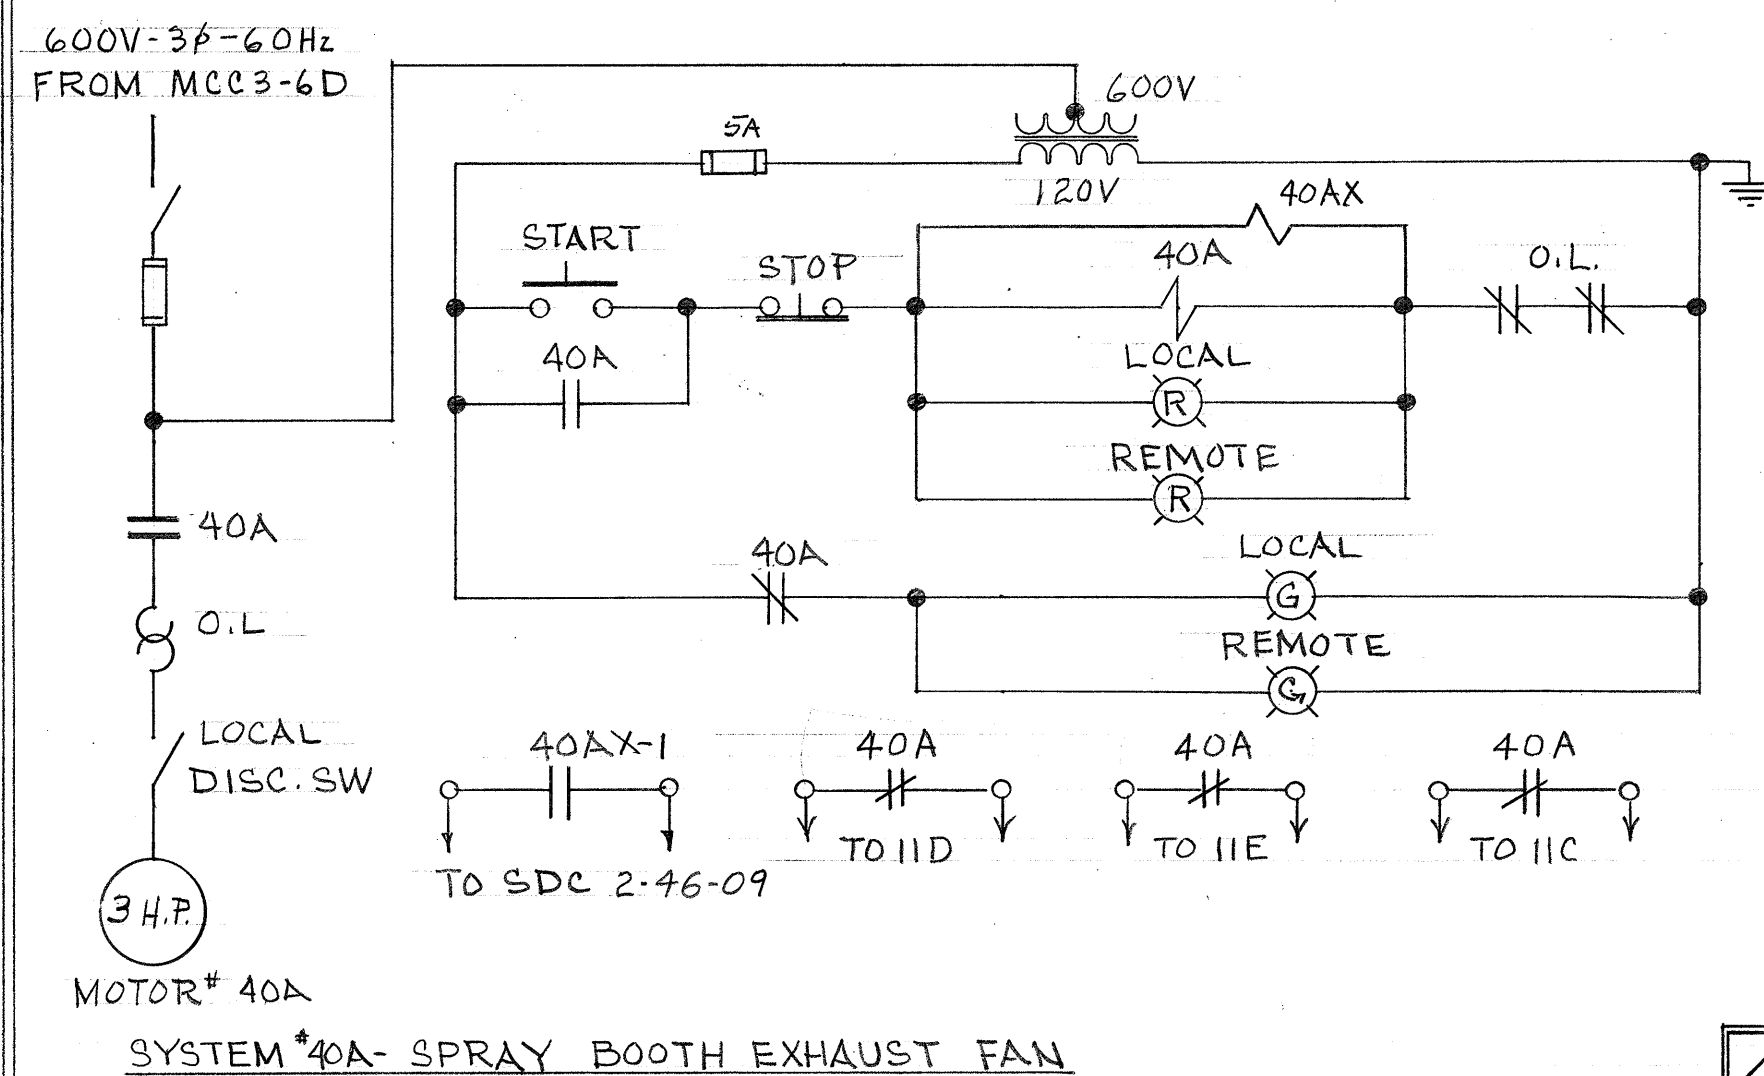 600V-3ø-60Hz
FROM MCC3-6D
600V
5A
120V
40AX
START
STOP
40A
O.L.
40A
LOCAL
R
REMOTE
R
40A
40A
LOCAL
G
O.L
REMOTE
G
LOCAL
DISC. SW
40AX-1
40A
40A
40A
TO 11D
TO 11E
TO 11C
TO SDC 2-46-09
3 H.P.
MOTOR# 40A
SYSTEM #40A- SPRAY BOOTH EXHAUST FAN